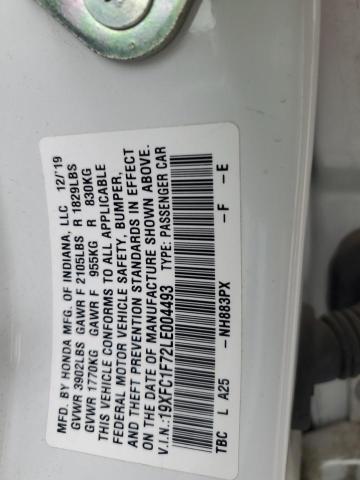 MFD. BY HONDA MFG. OF INDIANA, LLC 12/'19
GVWR 3902LBS GAWR F 2105LBS R 1829LBS
GVWR 1770KG GAWR F 955KG R 830KG
THIS VEHICLE CONFORMS TO ALL APPLICABLE
FEDERAL MOTOR VEHICLE SAFETY, BUMPER,
AND THEFT PREVENTION STANDARDS IN EFFECT
ON THE DATE OF MANUFACTURE SHOWN ABOVE.
V.I.N.:19XFC1F72LE004493 TYPE: PASSENGER CAR
TBC L A25 -NH883PX -F -E